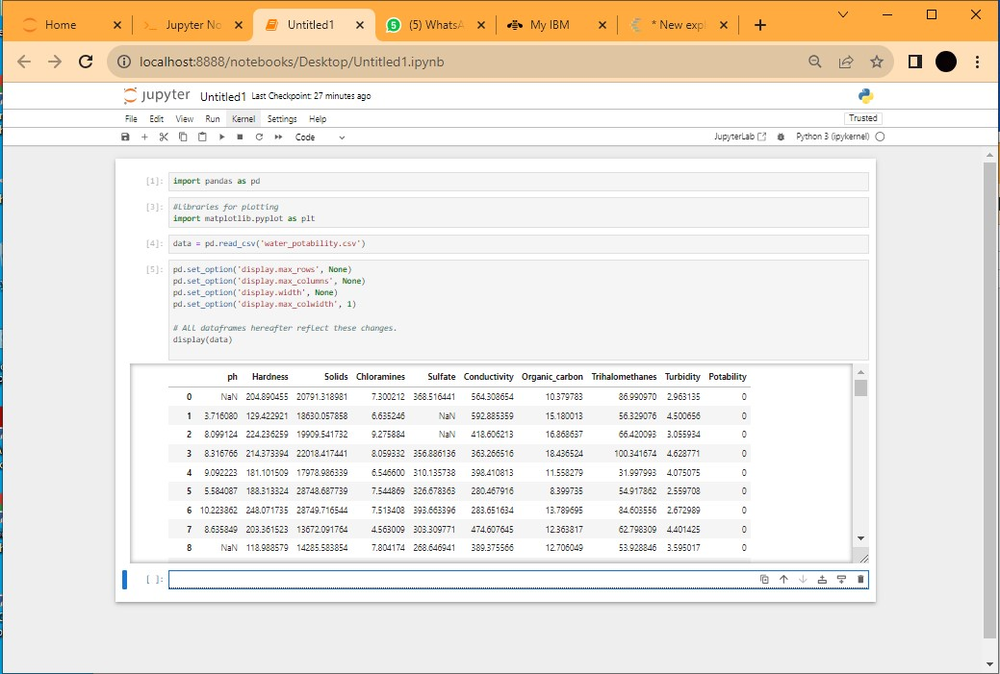 Home
Jupyter No
Untitled1
5 (5) WhatsA
My IBM
* New expl
localhost:8888/notebooks/Desktop/Untitled1.ipynb
jupyter Untitled1 Last Checkpoint: 27 minutes ago
File Edit View Run Kernel Settings Help
Trusted
Code
JupyterLab
Python 3 (ipykernel)
[1]: import pandas as pd
[3]: #Libraries for plotting
import matplotlib.pyplot as plt
[4]: data = pd.read_csv('water_potability.csv')
[5]: pd.set_option('display.max_rows', None)
pd.set_option('display.max_columns', None)
pd.set_option('display.width', None)
pd.set_option('display.max_colwidth', 1)
# All dataframes hereafter reflect these changes.
display(data)
ph Hardness Solids Chloramines Sulfate Conductivity Organic_carbon Trihalomethanes Turbidity Potability
0 NaN 204.890455 20791.318981 7.300212 368.516441 564.308654 10.379783 86.990970 2.963135 0
1 3.716080 129.422921 18630.057858 6.635246 NaN 592.885359 15.180013 56.329076 4.500656 0
2 8.099124 224.236259 19909.541732 9.275884 NaN 418.606213 16.868637 66.420093 3.055934 0
3 8.316766 214.373394 22018.417441 8.059332 356.886136 363.266516 18.436524 100.341674 4.628771 0
4 9.092223 181.101509 17978.986339 6.546600 310.135738 398.410813 11.558279 31.997993 4.075075 0
5 5.584087 188.313324 28748.687739 7.544869 326.678363 280.467916 8.399735 54.917862 2.559708 0
6 10.223862 248.071735 28749.716544 7.513408 393.663396 283.651634 13.789695 84.603556 2.672989 0
7 8.635849 203.361523 13672.091764 4.563009 303.309771 474.607645 12.363817 62.798309 4.401425 0
8 NaN 118.988579 14285.583854 7.804174 268.646941 389.375566 12.706049 53.928846 3.595017 0
[ ]: